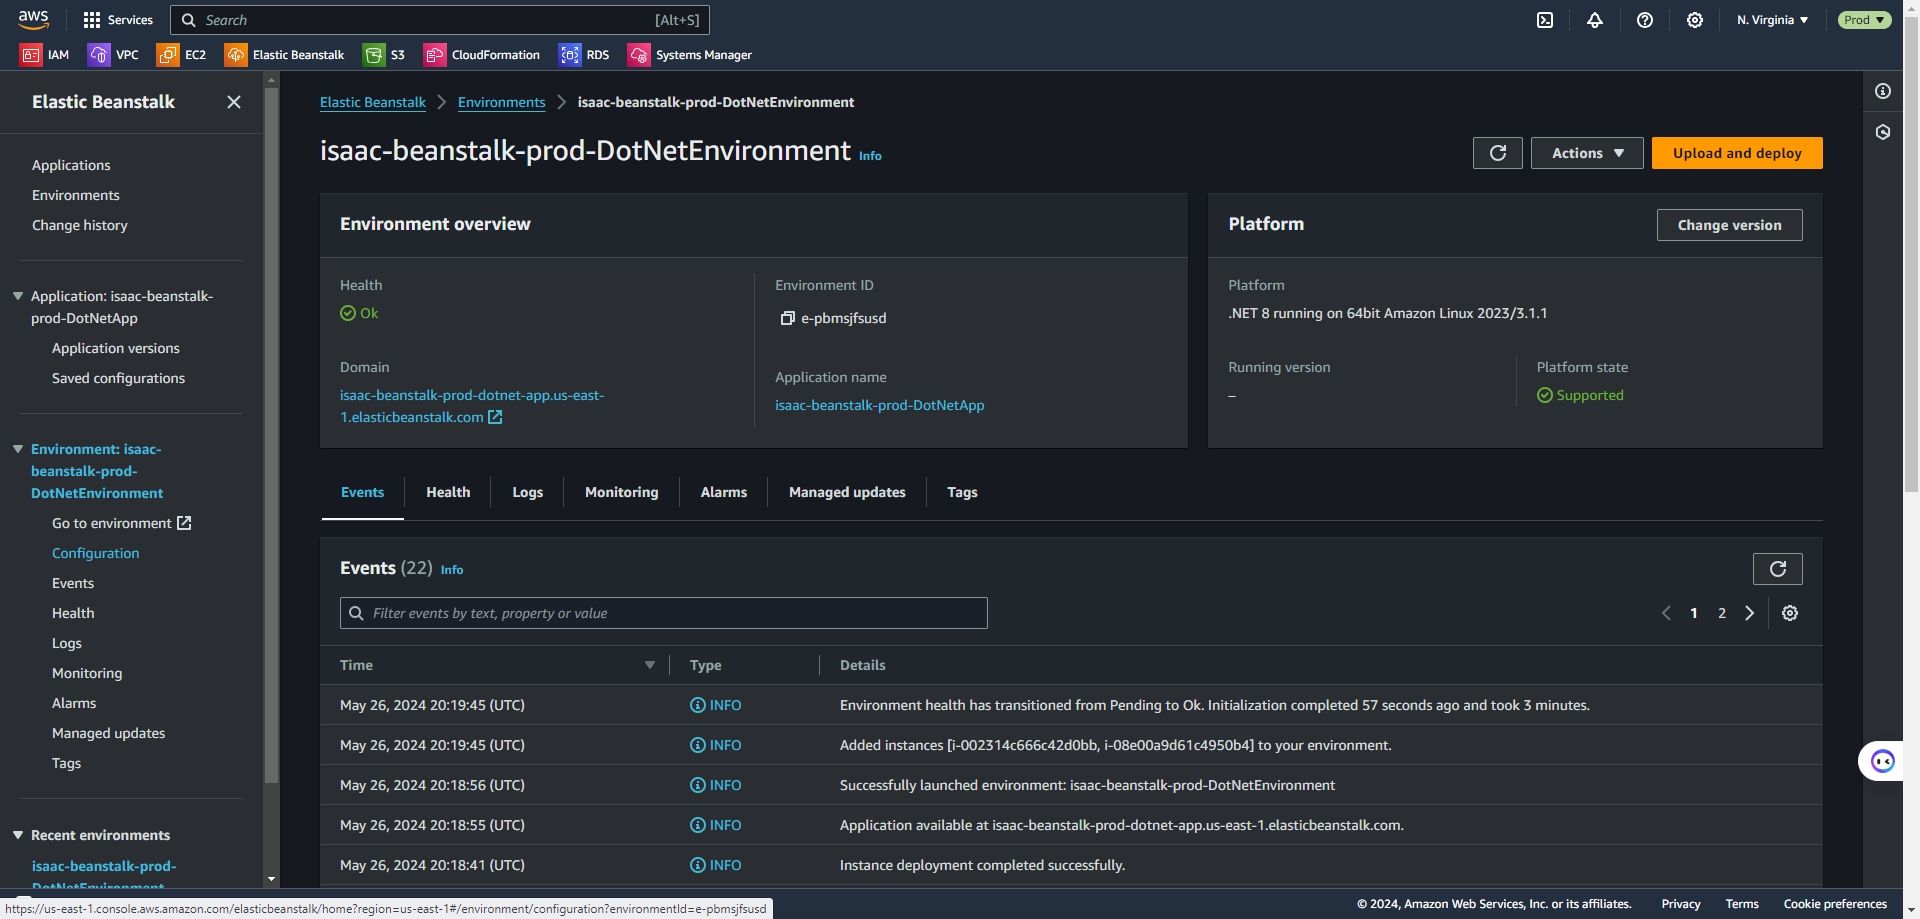 aws
Services
Search
[Alt+S]
N. Virginia
Prod
IAM
VPC
EC2
Elastic Beanstalk
S3
CloudFormation
RDS
Systems Manager
Elastic Beanstalk
Applications
Environments
Change history
Application: isaac-beanstalk-
prod-DotNetApp
Application versions
Saved configurations
Environment: isaac-
beanstalk-prod-
DotNetEnvironment
Go to environment
Configuration
Events
Health
Logs
Monitoring
Alarms
Managed updates
Tags
Recent environments
isaac-beanstalk-prod-
DotNetEnvironment
Elastic Beanstalk
Environments
isaac-beanstalk-prod-DotNetEnvironment
isaac-beanstalk-prod-DotNetEnvironment Info
Actions
Upload and deploy
Environment overview
Health
Ok
Domain
isaac-beanstalk-prod-dotnet-app.us-east-
1.elasticbeanstalk.com
Environment ID
e-pbmsjfsusd
Application name
isaac-beanstalk-prod-DotNetApp
Platform
Change version
Platform
.NET 8 running on 64bit Amazon Linux 2023/3.1.1
Running version
–
Platform state
Supported
Events
Health
Logs
Monitoring
Alarms
Managed updates
Tags
Events (22) Info
Filter events by text, property or value
1 2
Time Type Details
May 26, 2024 20:19:45 (UTC) INFO Environment health has transitioned from Pending to Ok. Initialization completed 57 seconds ago and took 3 minutes.
May 26, 2024 20:19:45 (UTC) INFO Added instances [i-002314c666c42d0bb, i-08e00a9d61c4950b4] to your environment.
May 26, 2024 20:18:56 (UTC) INFO Successfully launched environment: isaac-beanstalk-prod-DotNetEnvironment
May 26, 2024 20:18:55 (UTC) INFO Application available at isaac-beanstalk-prod-dotnet-app.us-east-1.elasticbeanstalk.com.
May 26, 2024 20:18:41 (UTC) INFO Instance deployment completed successfully.
https://us-east-1.console.aws.amazon.com/elasticbeanstalk/home?region=us-east-1#/environment/configuration?environmentId=e-pbmsjfsusd
© 2024, Amazon Web Services, Inc. or its affiliates.
Privacy
Terms
Cookie preferences